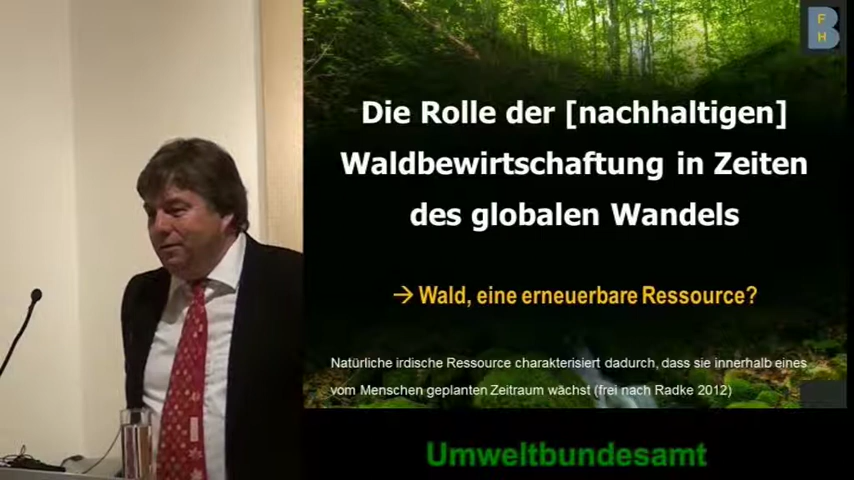 F
H
B
Die Rolle der [nachhaltigen]
Waldbewirtschaftung in Zeiten
des globalen Wandels
→ Wald, eine erneuerbare Ressource?
Natürliche irdische Ressource charakterisiert dadurch, dass sie innerhalb eines
vom Menschen geplanten Zeitraum wächst (frei nach Radke 2012)
Umweltbundesamt